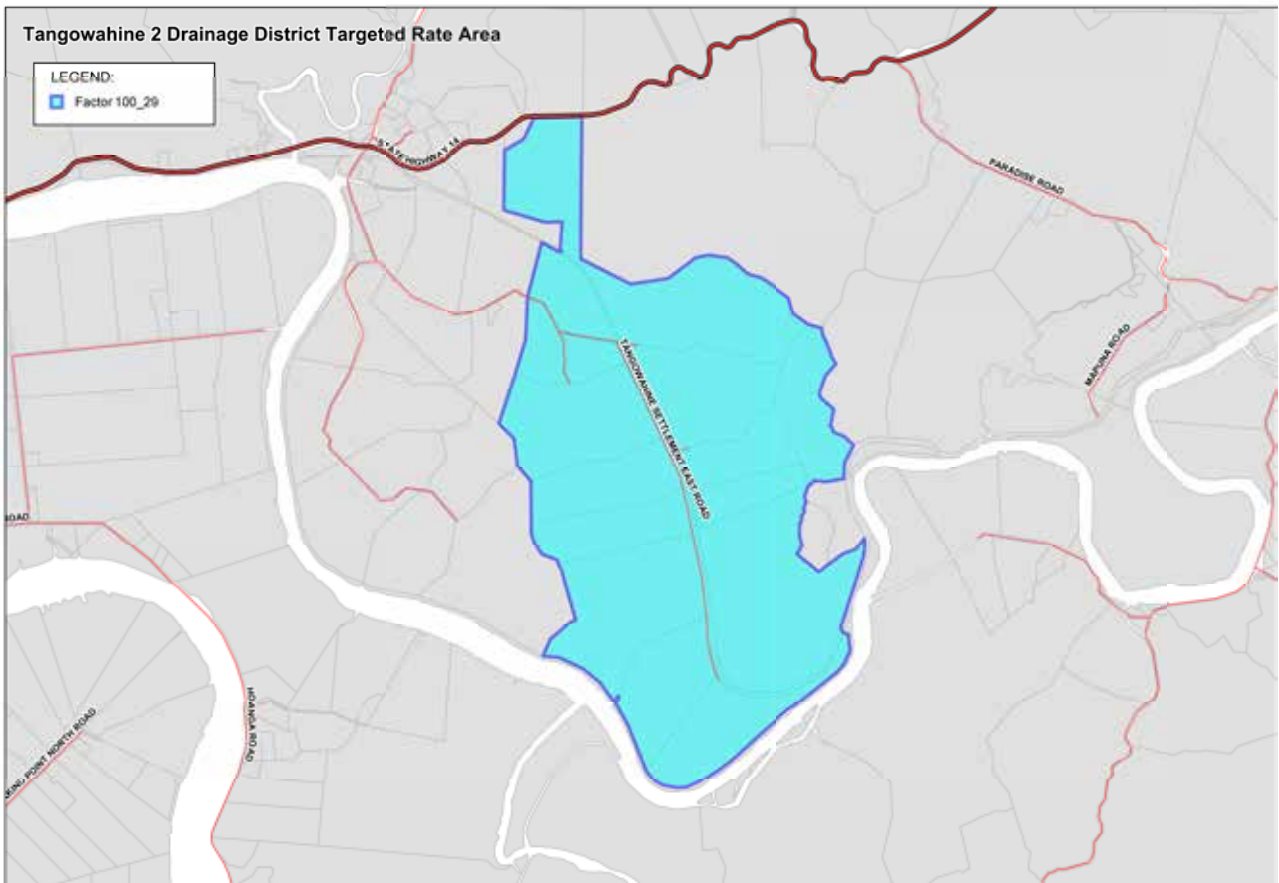 Tangowahine 2 Drainage District Targeted Rate Area
LEGEND:
Factor 100_29
STATE HIGHWAY 14
PARADISE ROAD
MAPUNA ROAD
TANGOWAHINE SETTLEMENT EAST ROAD
ROAD
HOANGA ROAD
POINT NORTH ROAD